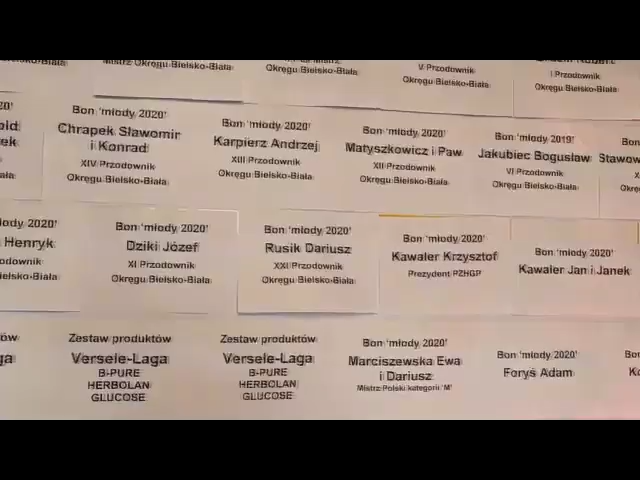 Mistrz Okręgu Bielsko-Biała
Okręgu Bielsko-Biała
V Przodownik
Okręgu Bielsko-Biała
I Przodownik
Okręgu Bielsko-Biała
Bon 'młody 2020'
Chrapek Sławomir
i Konrad
XIV Przodownik
Okręgu Bielsko-Biała
Bon 'młody 2020'
Karpierz Andrzej
XIII Przodownik
Okręgu Bielsko-Biała
Bon 'młody 2020'
Matyszkowicz i Paw
XII Przodownik
Okręgu Bielsko-Biała
Bon 'młody 2019'
Jakubiec Bogusław
VI Przodownik
Okręgu Bielsko-Biała
Bon
Stawow
Henryk
Bon 'młody 2020'
Dziki Józef
XI Przodownik
Okręgu Bielsko-Biała
Bon 'młody 2020'
Rusik Dariusz
XXI Przodownik
Okręgu Bielsko-Biała
Bon 'młody 2020'
Kawaler Krzysztof
Prezydent PZHGP
Bon 'młody 2020'
Kawaler Jan i Janek
Zestaw produktów
Versele-Laga
B-PURE
HERBOLAN
GLUCOSE
Zestaw produktów
Versele-Laga
B-PURE
HERBOLAN
GLUCOSE
Bon 'młody 2020'
Marciszewska Ewa
i Dariusz
Mistrz Polski kategorii 'M'
Bon 'młody 2020'
Foryś Adam